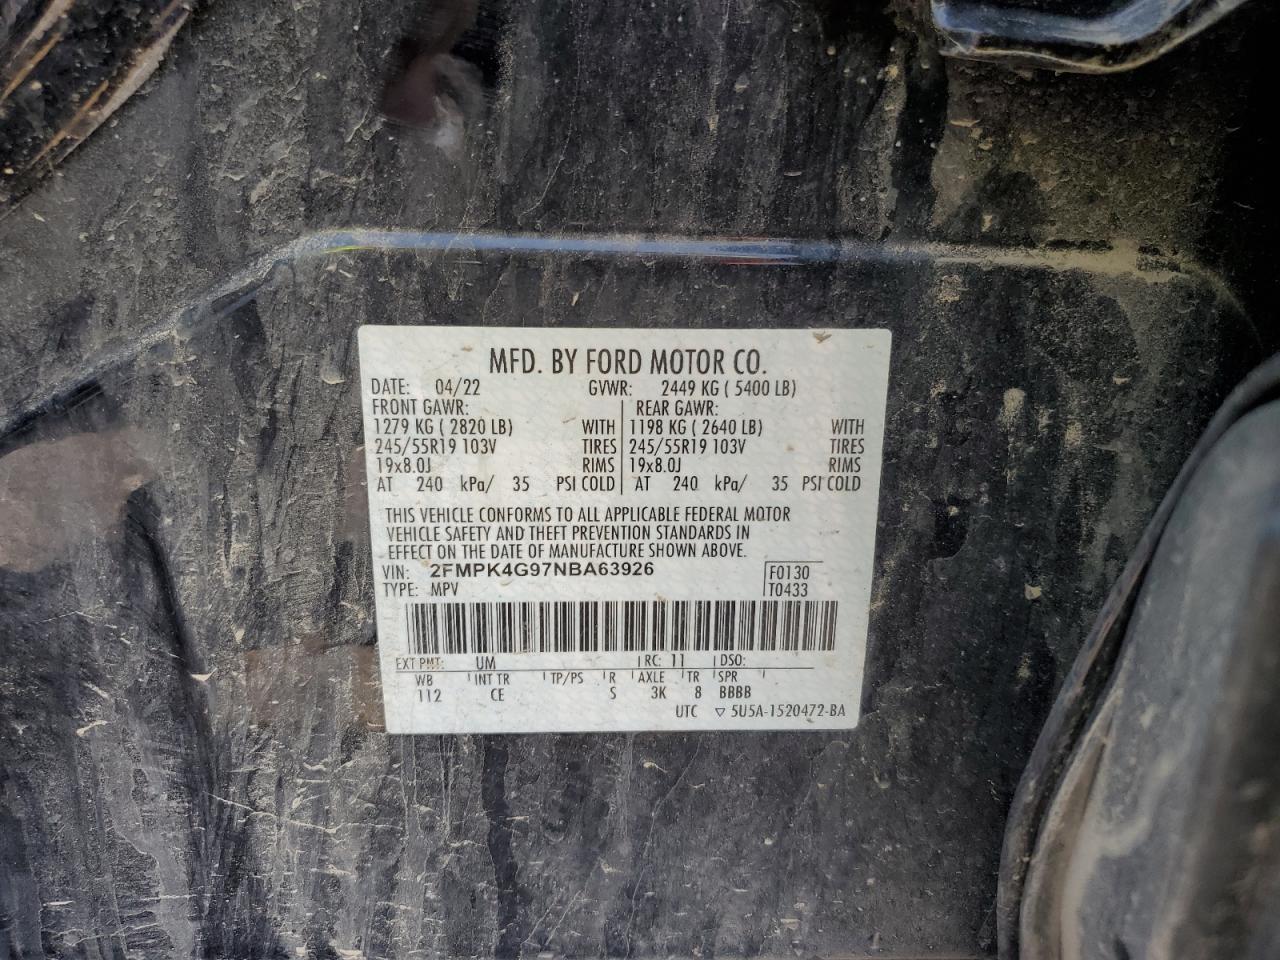 MFD. BY FORD MOTOR CO.
DATE: 04/22 GVWR: 2449 KG ( 5400 LB)
FRONT GAWR: REAR GAWR:
1279 KG ( 2820 LB) WITH 1198 KG ( 2640 LB) WITH
245/55R19 103V TIRES 245/55R19 103V TIRES
19x8.0J RIMS 19x8.0J RIMS
AT 240 kPa/ 35 PSI COLD AT 240 kPa/ 35 PSI COLD
THIS VEHICLE CONFORMS TO ALL APPLICABLE FEDERAL MOTOR
VEHICLE SAFETY AND THEFT PREVENTION STANDARDS IN
EFFECT ON THE DATE OF MANUFACTURE SHOWN ABOVE.
VIN: 2FMPK4G97NBA63926 F0130
TYPE: MPV T0433
EXT PNT: UM RC: 11 DSO:
WB INT TR TP/PS R AXLE TR SPR
112 CE S 3K 8 BBBB
UTC ▽ 5U5A-1520472-BA